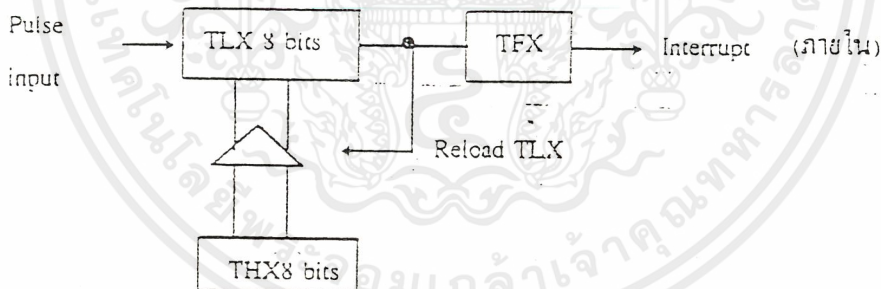 Pulse
input
TLX 8 bits
TFX
Interrupt (ภายใน)
Reload TLX
THX8 bits